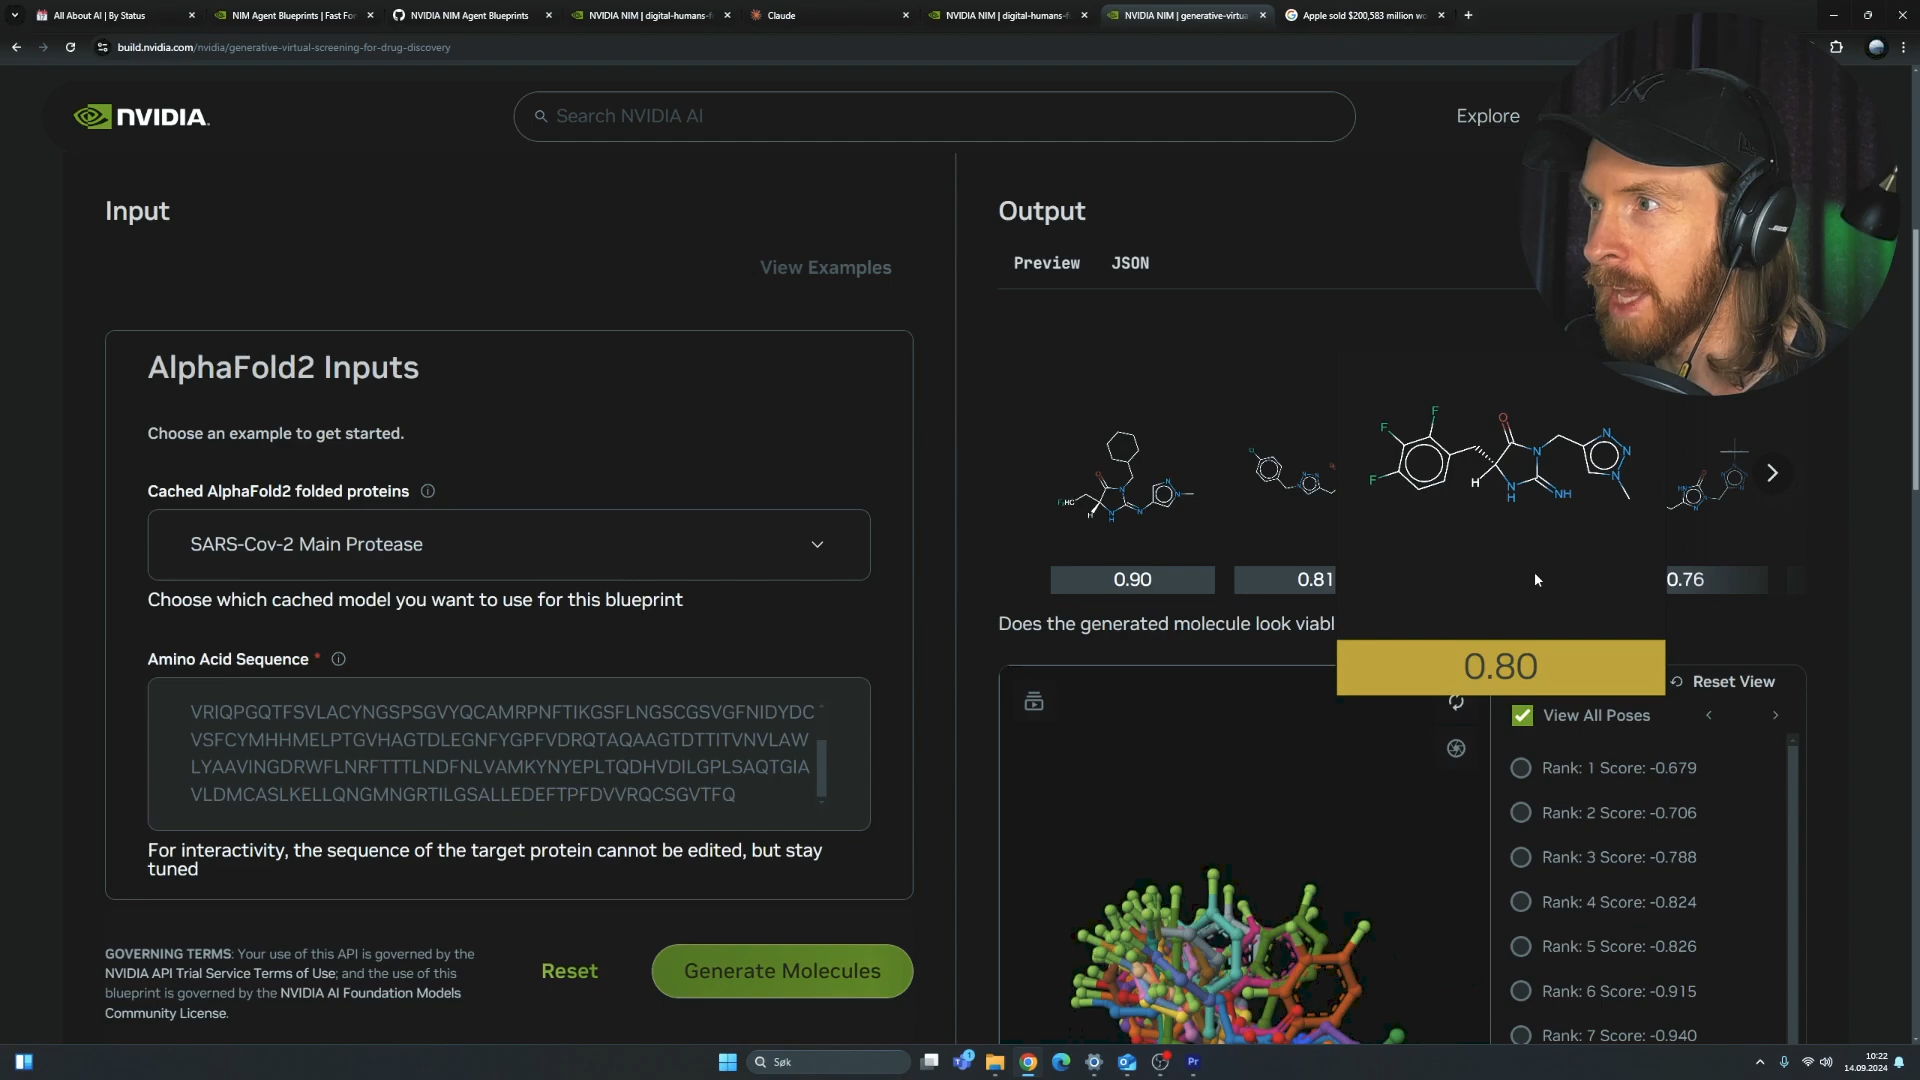 All About AI | By Status
NIM Agent Blueprints | Fast For
NVIDIA NIM Agent Blueprints
NVIDIA NIM | digital-humans-f
Claude
NVIDIA NIM | digital-humans-f
NVIDIA NIM | generative-virtua
Apple sold $200,583 million wo
build.nvidia.com/nvidia/generative-virtual-screening-for-drug-discovery
NVIDIA.
Search NVIDIA AI
Explore
Input
View Examples
AlphaFold2 Inputs
Choose an example to get started.
Cached AlphaFold2 folded proteins
SARS-Cov-2 Main Protease
Choose which cached model you want to use for this blueprint
Amino Acid Sequence *
VRIQPGQTFSVLACYNGSPSGVYQCAMRPNFTIKGSFLNGSCGSVGFNIDYDC
VSFCYMHHMELPTGVHAGTDLEGNFYGPFVDRQTAQAAGTDTTITVNVLAW
LYAAVINGDRWFLNRFTTTLNDFNLVAMKYNYEPLTQDHVDILGPLSAQTGIA
VLDMCASLKELLQNGMNGRTILGSALLEDEFTPFDVVRQCSGVTFQ
For interactivity, the sequence of the target protein cannot be edited, but stay
tuned
GOVERNING TERMS: Your use of this API is governed by the
NVIDIA API Trial Service Terms of Use; and the use of this
blueprint is governed by the NVIDIA AI Foundation Models
Community License.
Reset
Generate Molecules
Output
Preview
JSON
F
F
F
O
N
N
N
N
H
N
H
NH
0.90
0.81
0.80
0.76
Does the generated molecule look viabl
Reset View
View All Poses
Rank: 1 Score: -0.679
Rank: 2 Score: -0.706
Rank: 3 Score: -0.788
Rank: 4 Score: -0.824
Rank: 5 Score: -0.826
Rank: 6 Score: -0.915
Rank: 7 Score: -0.940
BOSE
Søk
1
Pr
10:22
14.09.2024